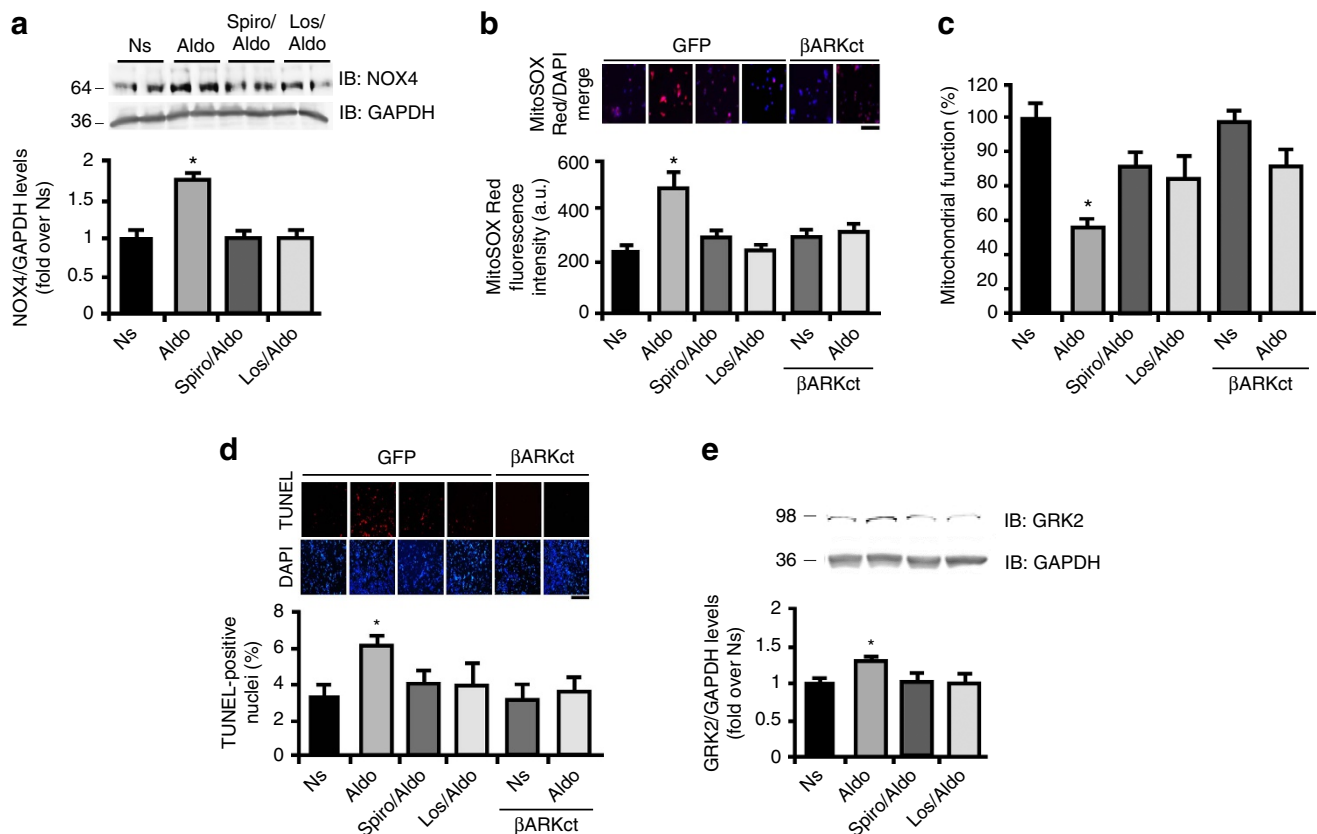 a
Ns
Aldo
Spiro/
Aldo
Los/
Aldo
64
IB: NOX4
36
IB: GAPDH
NOX4/GAPDH levels
(fold over Ns)
2
1.5
1
0.5
0
*
Ns
Aldo
Spiro/Aldo
Los/Aldo
b
GFP
βARKct
MitoSOX
Red/DAPI
merge
MitoSOX Red
fluorescence
intensity (a.u.)
600
400
200
0
*
Ns
Aldo
Spiro/Aldo
Los/Aldo
Ns
Aldo
βARKct
c
Mitochondrial function (%)
120
100
80
60
40
20
0
*
Ns
Aldo
Spiro/Aldo
Los/Aldo
Ns
Aldo
βARKct
d
GFP
βARKct
TUNEL
DAPI
TUNEL-positive
nuclei (%)
8
6
4
2
0
*
Ns
Aldo
Spiro/Aldo
Los/Aldo
Ns
Aldo
βARKct
e
98
IB: GRK2
36
IB: GAPDH
GRK2/GAPDH levels
(fold over Ns)
2
1.5
1
0.5
0
*
Ns
Aldo
Spiro/Aldo
Los/Aldo